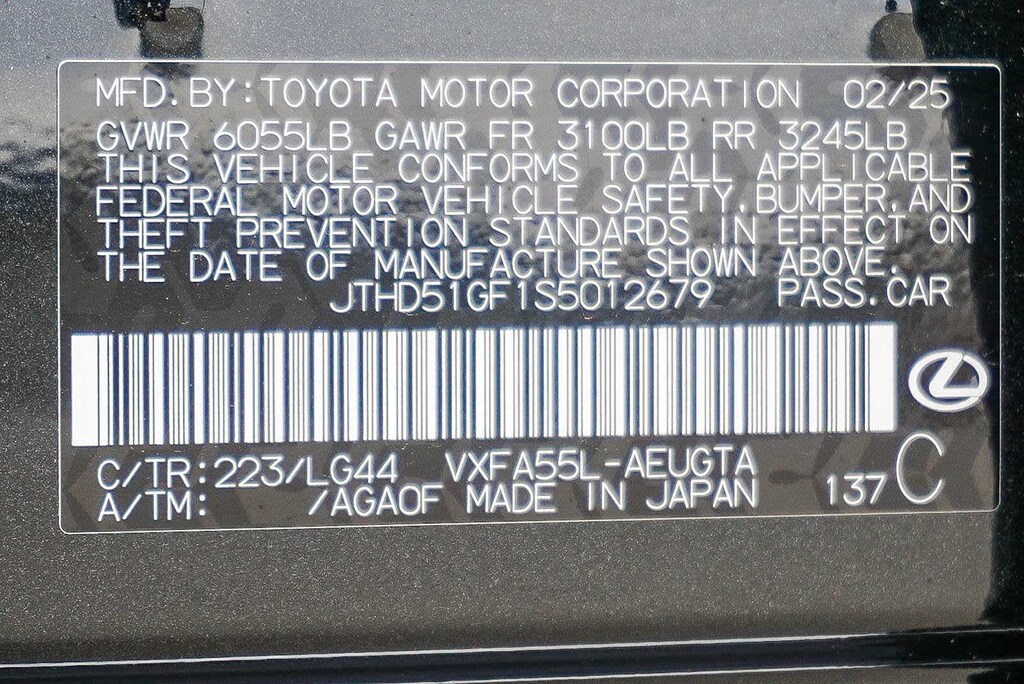 MFD. BY: TOYOTA MOTOR CORPORATION 02/25
GVWR 6055LB GAWR FR 3100LB RR 3245LB
THIS VEHICLE CONFORMS TO ALL APPLICABLE
FEDERAL MOTOR VEHICLE SAFETY, BUMPER, AND
THEFT PREVENTION STANDARDS IN EFFECT ON
THE DATE OF MANUFACTURE SHOWN ABOVE.
JTHD51GF1S5012679 PASS. CAR
C/TR: 223/LG44 VXFA55L-AEUGTA
A/TM: /AGA0F MADE IN JAPAN 137 C